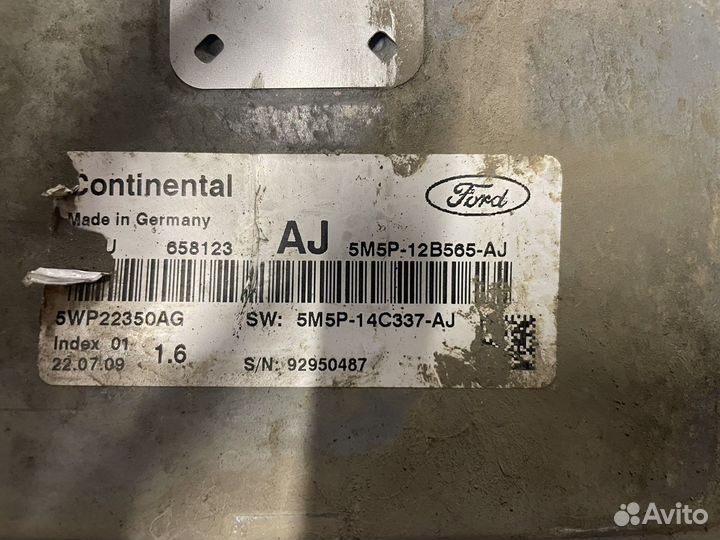 Continental
Ford
Made in Germany
658123 AJ 5M5P-12B565-AJ
5WP22350AG SW: 5M5P-14C337-AJ
Index 01 1.6
22.07.09 S/N: 92950487
Avito